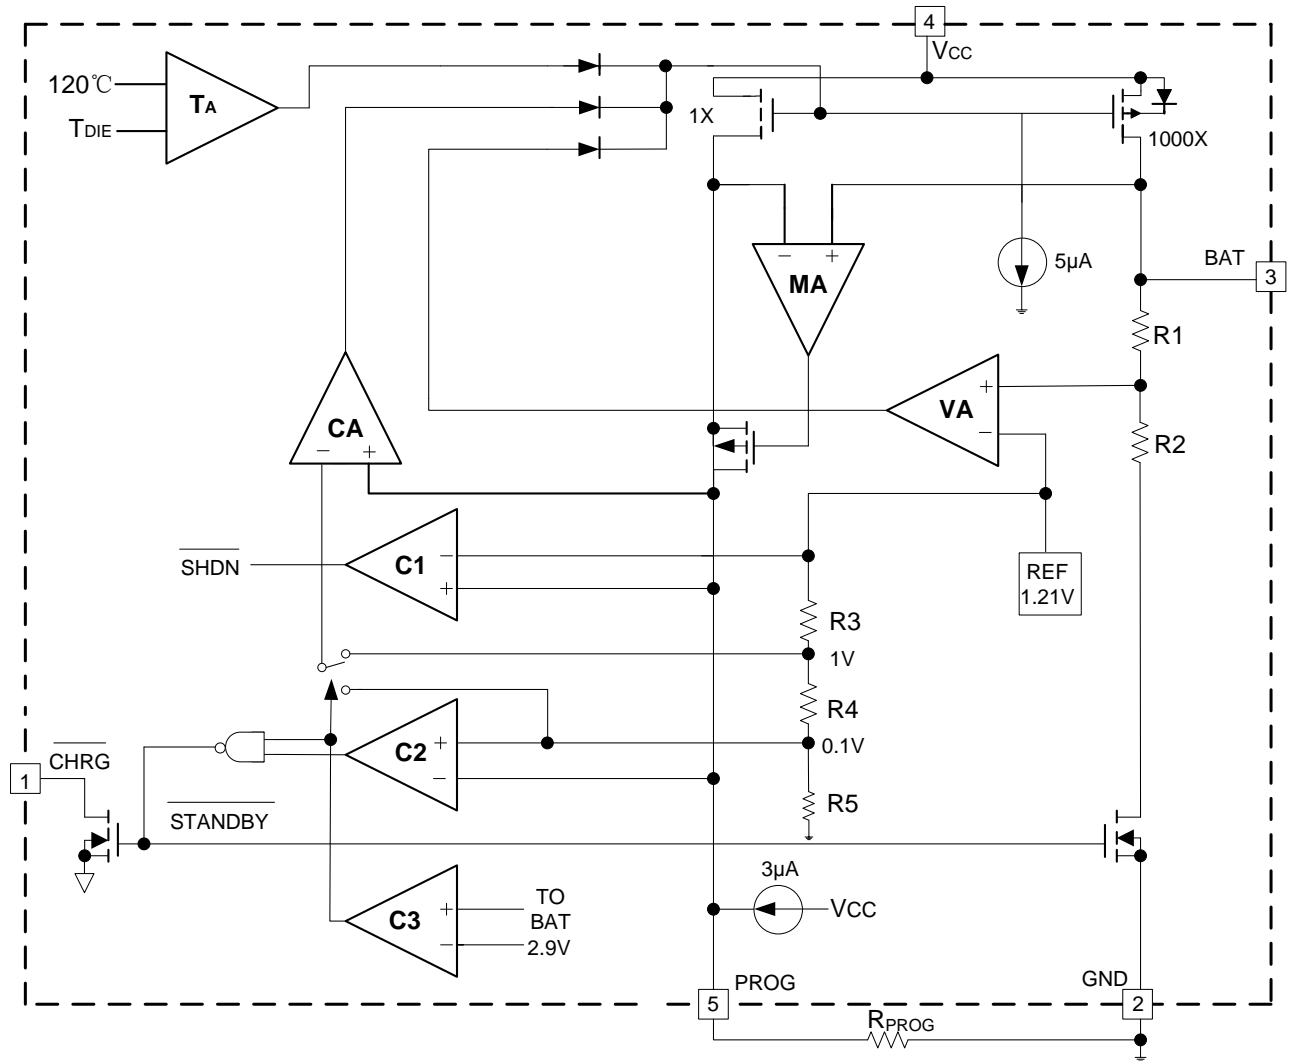 4
VCC
120℃
TA
TDIE
1X
1000X
− +
MA
5μA
BAT
3
R1
+
VA
−
R2
CA
− +
SHDN
C1
−
+
REF
1.21V
R3
1V
R4
0.1V
C2
+
−
R5
CHRG
1
STANDBY
3μA
VCC
C3
+
−
TO
BAT
2.9V
PROG
5
GND
2
RPROG